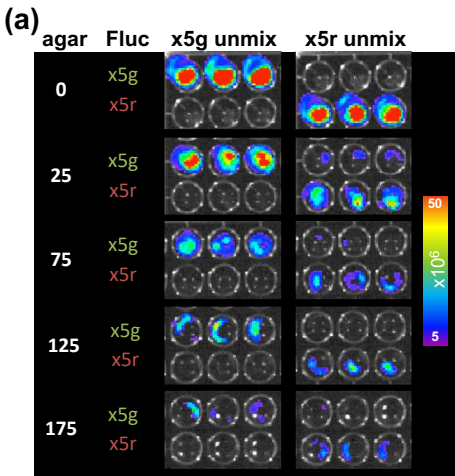 (a)
agar Fluc x5g unmix x5r unmix
0 x5g
x5r
25 x5g
x5r
75 x5g
x5r
125 x5g
x5r
175 x5g
x5r
50
x10⁶
5